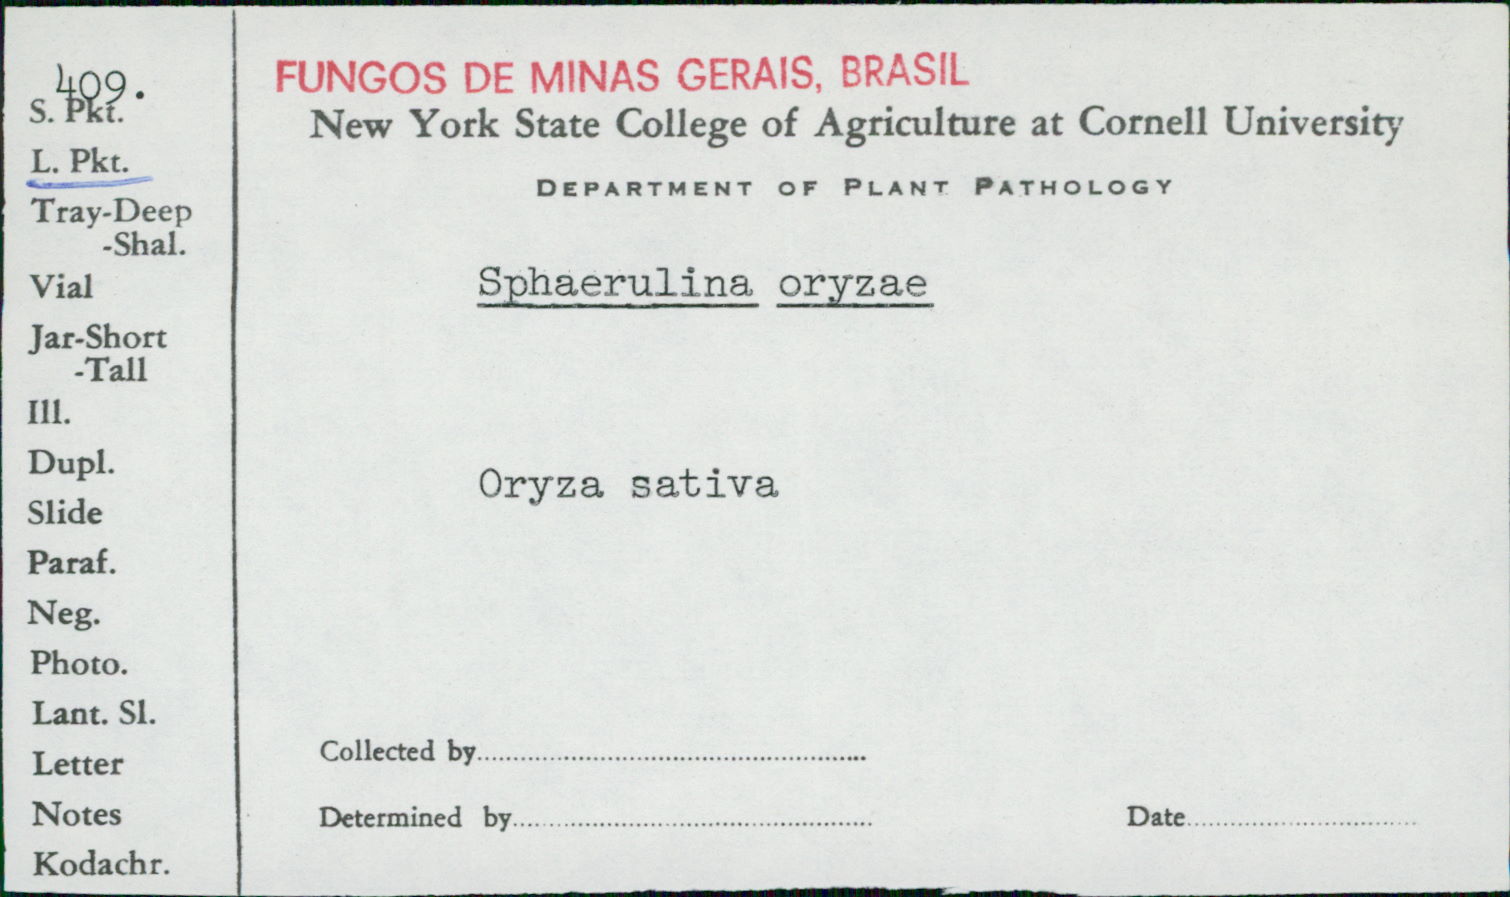 409.
S. Pkt.
L. Pkt.
Tray-Deep
-Shal.
Vial
Jar-Short
-Tall
Ill.
Dupl.
Slide
Paraf.
Neg.
Photo.
Lant. Sl.
Letter
Notes
Kodachr.
FUNGOS DE MINAS GERAIS, BRASIL
New York State College of Agriculture at Cornell University
DEPARTMENT OF PLANT PATHOLOGY
Sphaerulina oryzae
Oryza sativa
Collected by
Determined by
Date